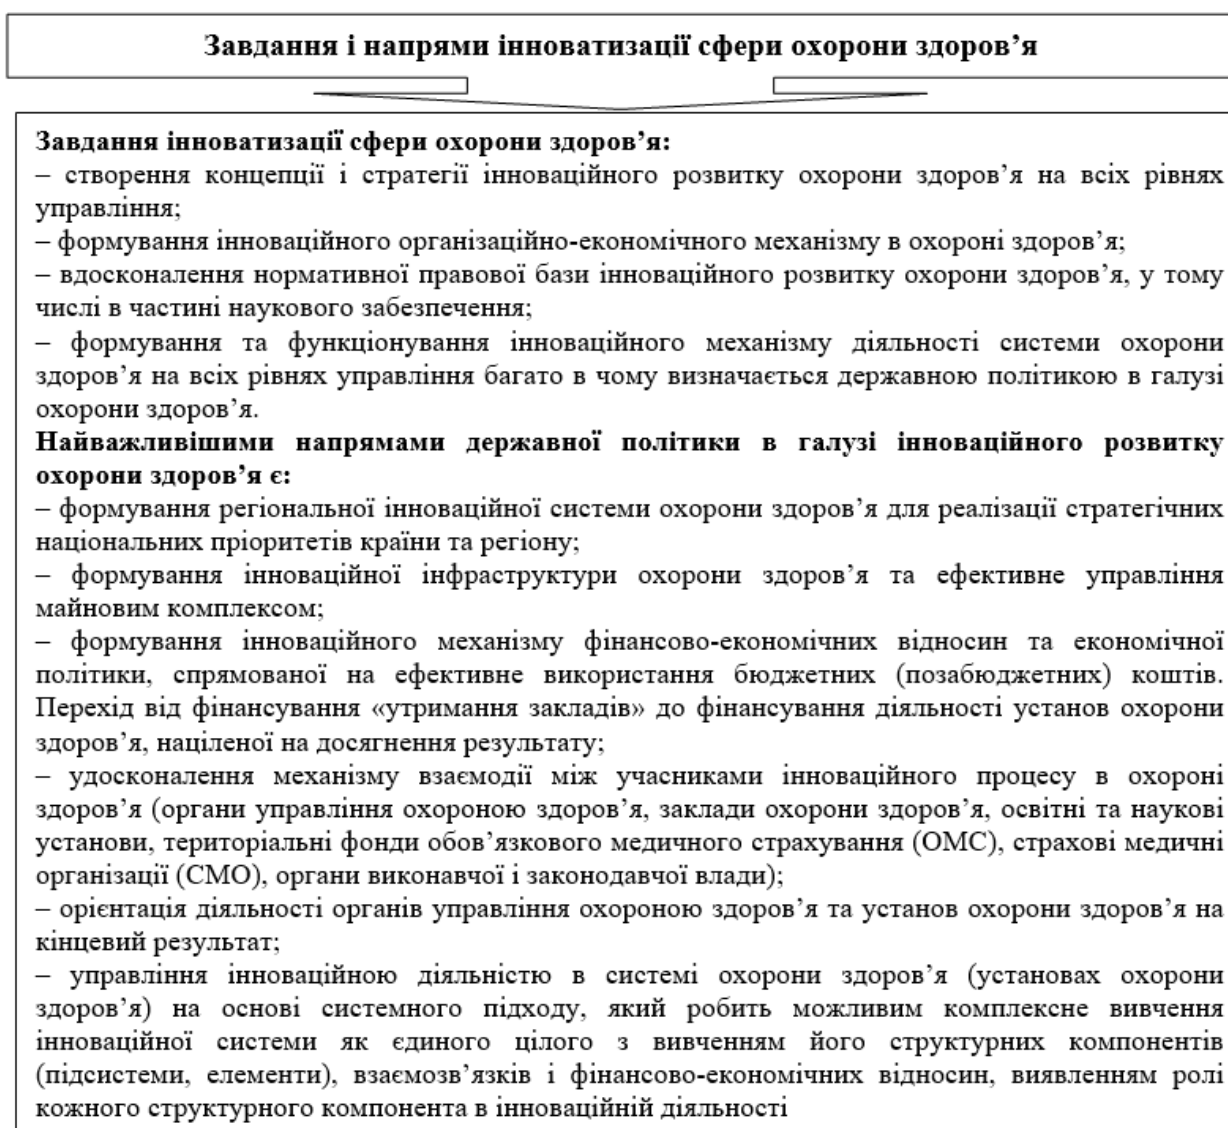 Завдання і напрями інноватизації сфери охорони здоров’я
Завдання інноватизації сфери охорони здоров’я:
– створення концепції і стратегії інноваційного розвитку охорони здоров’я на всіх рівнях
управління;
– формування інноваційного організаційно-економічного механізму в охороні здоров’я;
– вдосконалення нормативної правової бази інноваційного розвитку охорони здоров’я, у тому
числі в частині наукового забезпечення;
– формування та функціонування інноваційного механізму діяльності системи охорони
здоров’я на всіх рівнях управління багато в чому визначається державною політикою в галузі
охорони здоров’я.
Найважливішими напрямами державної політики в галузі інноваційного розвитку
охорони здоров’я є:
– формування регіональної інноваційної системи охорони здоров’я для реалізації стратегічних
національних пріоритетів країни та регіону;
– формування інноваційної інфраструктури охорони здоров’я та ефективне управління
майновим комплексом;
– формування інноваційного механізму фінансово-економічних відносин та економічної
політики, спрямованої на ефективне використання бюджетних (позабюджетних) коштів.
Перехід від фінансування «утримання закладів» до фінансування діяльності установ охорони
здоров’я, націленої на досягнення результату;
– удосконалення механізму взаємодії між учасниками інноваційного процесу в охороні
здоров’я (органи управління охороною здоров’я, заклади охорони здоров’я, освітні та наукові
установи, територіальні фонди обов’язкового медичного страхування (ОМС), страхові медичні
організації (СМО), органи виконавчої і законодавчої влади);
– орієнтація діяльності органів управління охороною здоров’я та установ охорони здоров’я на
кінцевий результат;
– управління інноваційною діяльністю в системі охорони здоров’я (установах охорони
здоров’я) на основі системного підходу, який робить можливим комплексне вивчення
інноваційної системи як єдиного цілого з вивченням його структурних компонентів
(підсистеми, елементи), взаємозв’язків і фінансово-економічних відносин, виявленням ролі
кожного структурного компонента в інноваційній діяльності